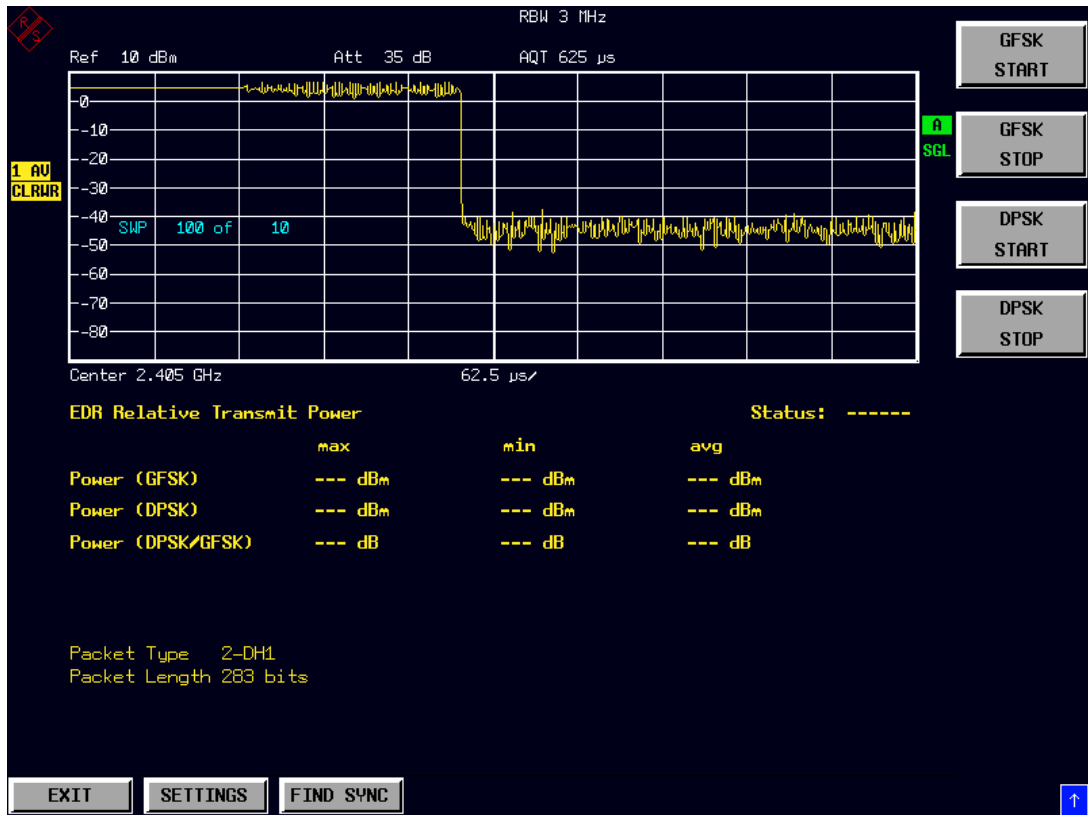 RBW 3 MHz
Ref 10 dBm Att 35 dB AQT 625 µs
GFSK
START
GFSK
STOP
DPSK
START
DPSK
STOP
R
S
1 AV
CLRWR
A
SGL
0
-10
-20
-30
-40
SWP 100 of 10
-50
-60
-70
-80
Center 2.405 GHz 62.5 µs/
EDR Relative Transmit Power Status: ------
max min avg
Power (GFSK) --- dBm --- dBm --- dBm
Power (DPSK) --- dBm --- dBm --- dBm
Power (DPSK/GFSK) --- dB --- dB --- dB
Packet Type 2-DH1
Packet Length 283 bits
EXIT SETTINGS FIND SYNC ↑